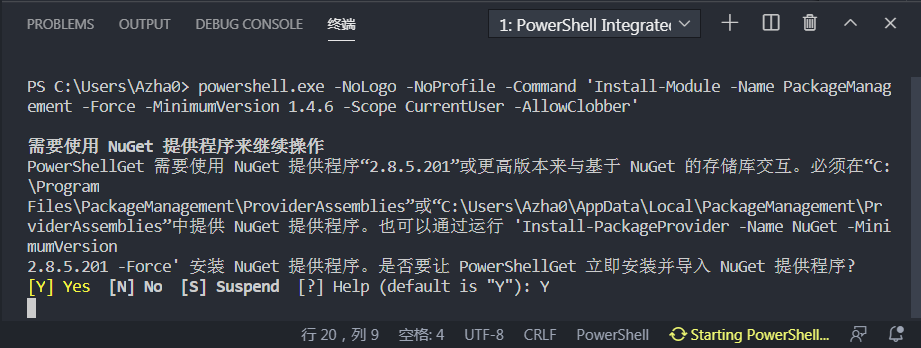 PROBLEMS OUTPUT DEBUG CONSOLE 终端 1: PowerShell Integrated
PS C:\Users\Azha0> powershell.exe -NoLogo -NoProfile -Command 'Install-Module -Name PackageManag
ement -Force -MinimumVersion 1.4.6 -Scope CurrentUser -AllowClobber'
需要使用 NuGet 提供程序来继续操作
PowerShellGet 需要使用 NuGet 提供程序“2.8.5.201”或更高版本来与基于 NuGet 的存储库交互。必须在“C:
\Program
Files\PackageManagement\ProviderAssemblies”或“C:\Users\Azha0\AppData\Local\PackageManagement\Pr
oviderAssemblies”中提供 NuGet 提供程序。也可以通过运行 'Install-PackageProvider -Name NuGet -Mini
mumVersion
2.8.5.201 -Force' 安装 NuGet 提供程序。是否要让 PowerShellGet 立即安装并导入 NuGet 提供程序?
[Y] Yes [N] No [S] Suspend [?] Help (default is "Y"): Y
行 20，列 9 空格: 4 UTF-8 CRLF PowerShell Starting PowerShell...